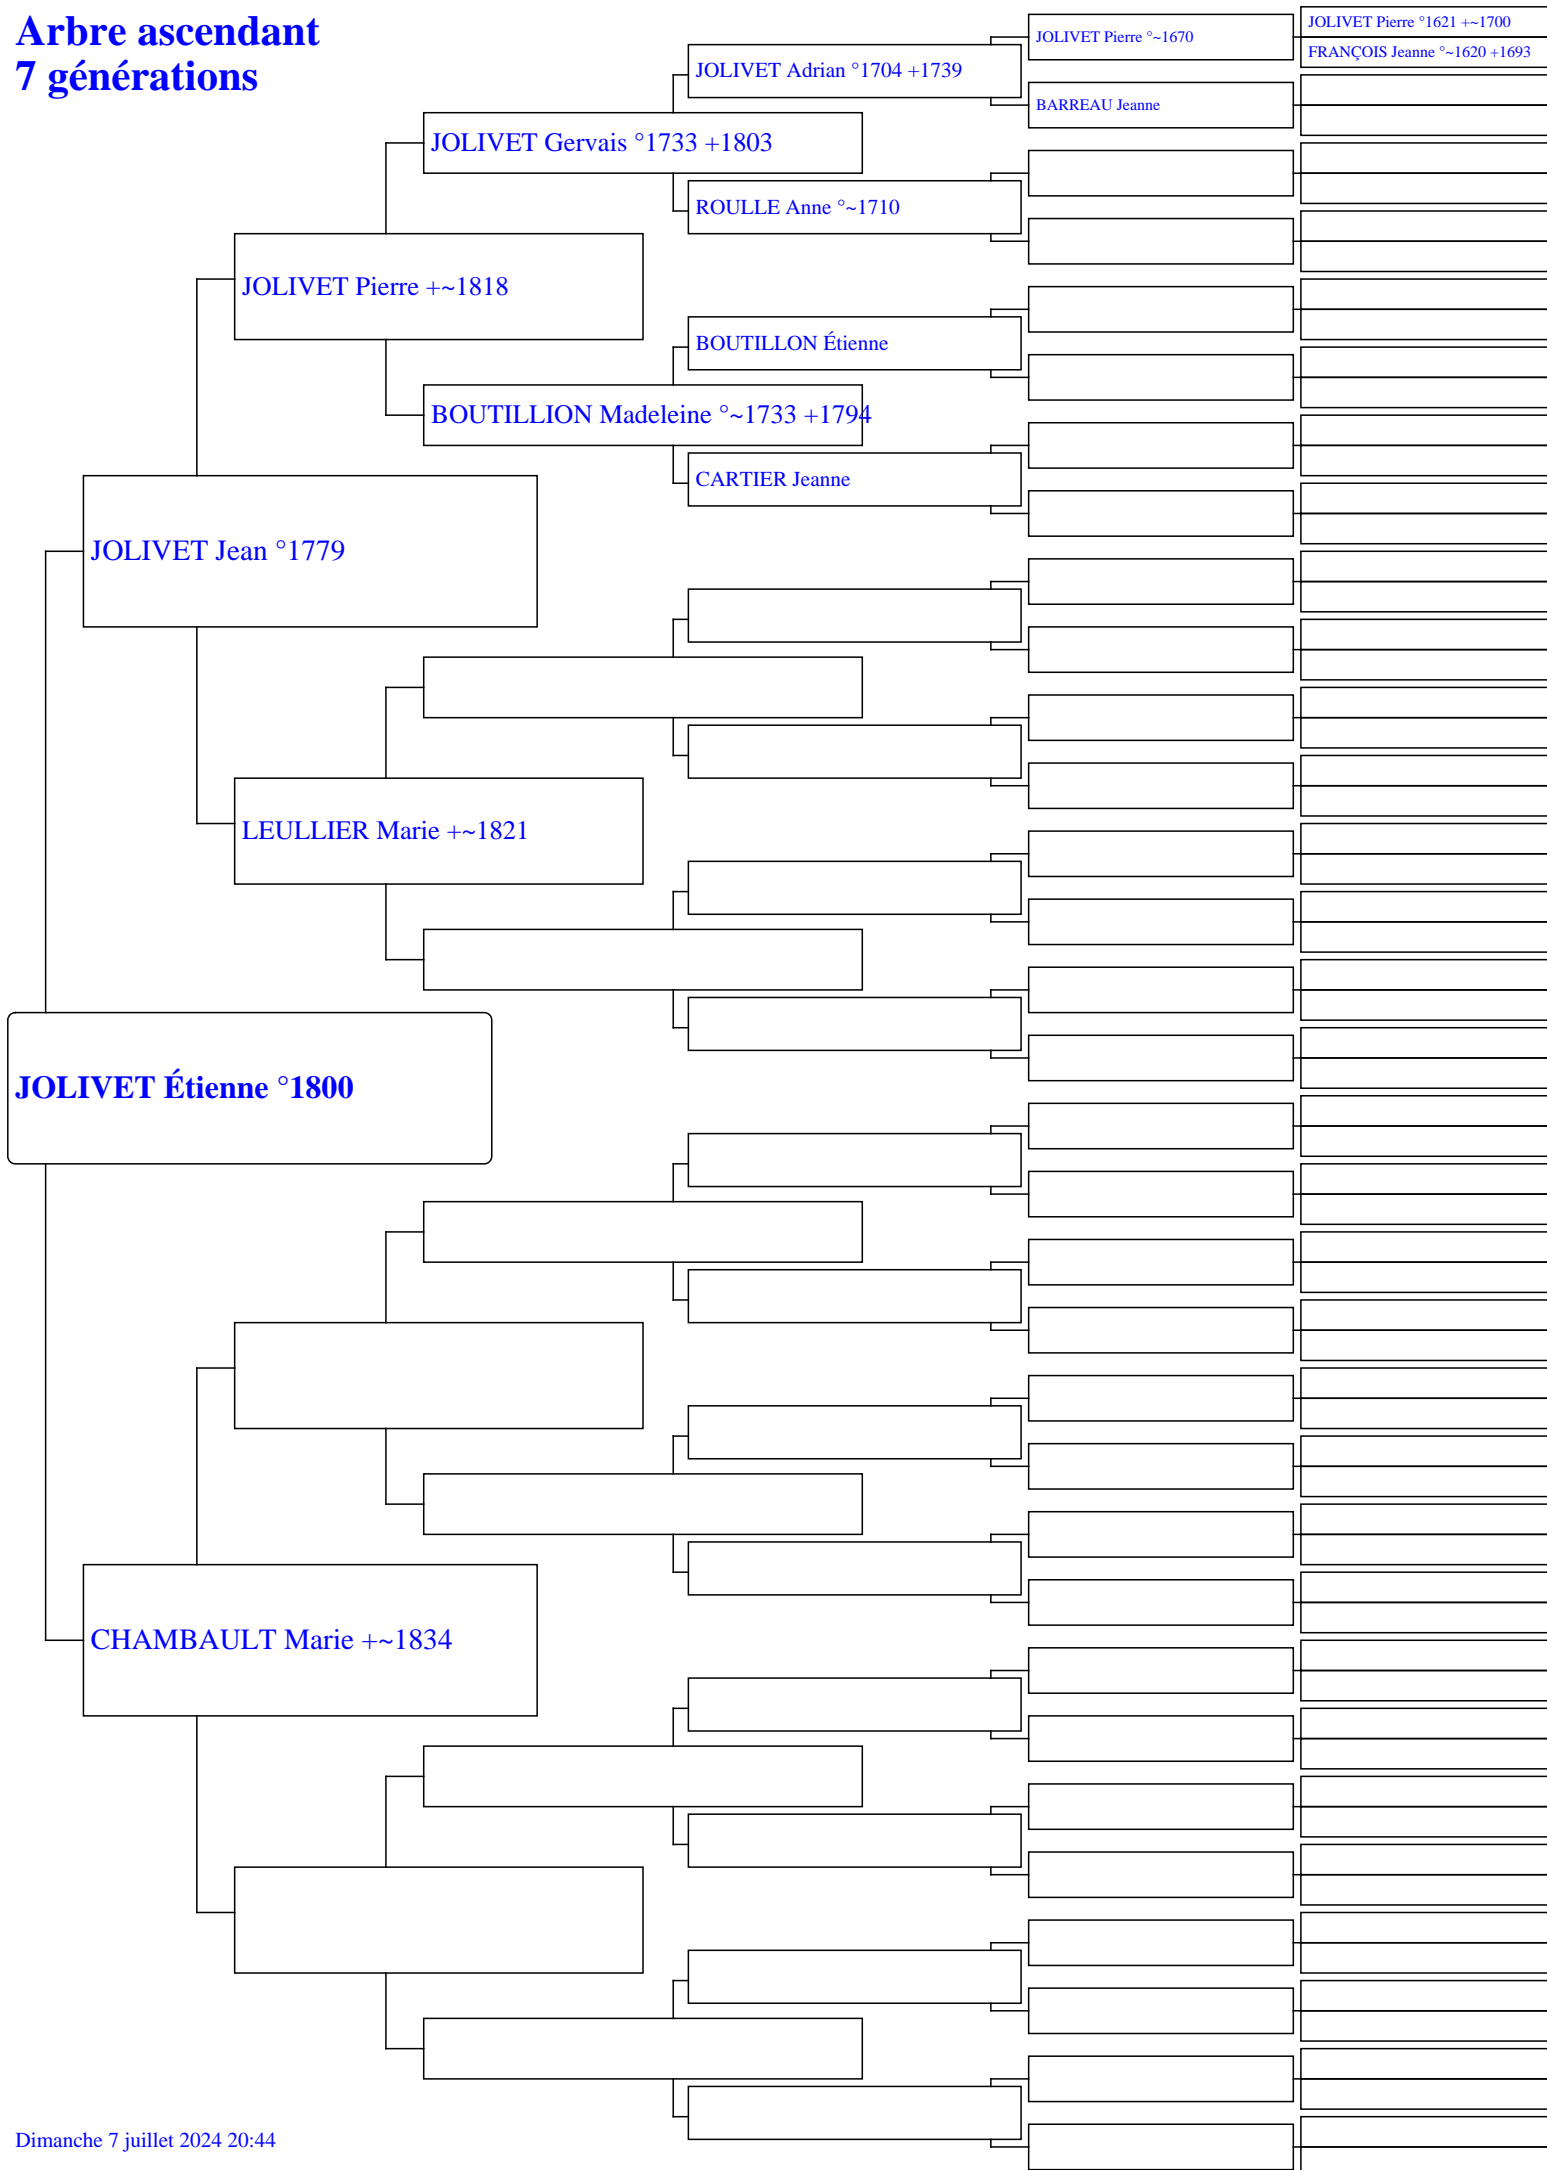 Arbre ascendant
7 générations
JOLIVET Pierre °1621 +~1700
JOLIVET Pierre °~1670
FRANÇOIS Jeanne °~1620 +1693
JOLIVET Adrian °1704 +1739
BARREAU Jeanne
JOLIVET Gervais °1733 +1803
ROULLE Anne °~1710
JOLIVET Pierre +~1818
BOUTILLON Étienne
BOUTILLION Madeleine °~1733 +1794
CARTIER Jeanne
JOLIVET Jean °1779
LEULLIER Marie +~1821
JOLIVET Étienne °1800
CHAMBAULT Marie +~1834
Dimanche 7 juillet 2024 20:44